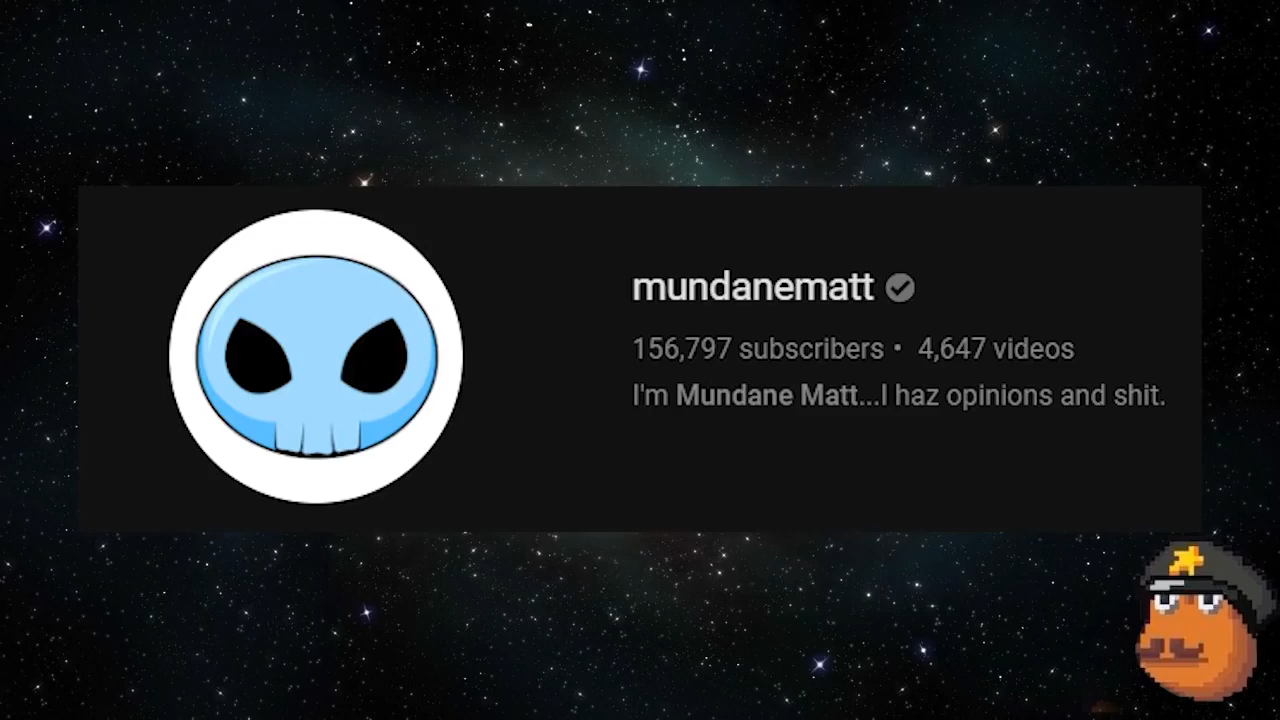 mundanematt
156,797 subscribers • 4,647 videos
I'm Mundane Matt...I haz opinions and shit.